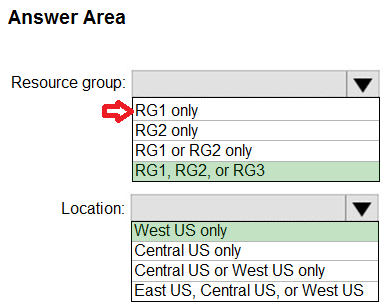 Answer Area
Resource group:
RG1 only
RG2 only
RG1 or RG2 only
RG1, RG2, or RG3
Location:
West US only
Central US only
Central US or West US only
East US, Central US, or West US